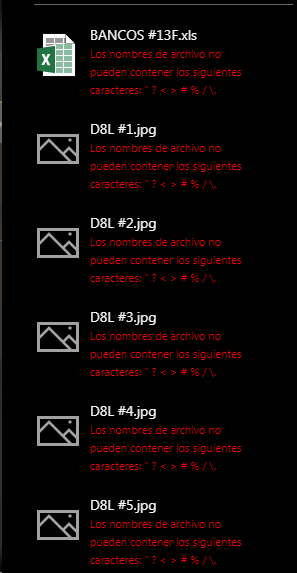 BANCOS #13F.xls
Los nombres de archivo no
pueden contener los siguientes
caracteres: " ? < > # % / \.
D8L #1.jpg
Los nombres de archivo no
pueden contener los siguientes
caracteres: " ? < > # % / \.
D8L #2.jpg
Los nombres de archivo no
pueden contener los siguientes
caracteres: " ? < > # % / \.
D8L #3.jpg
Los nombres de archivo no
pueden contener los siguientes
caracteres: " ? < > # % / \.
D8L #4.jpg
Los nombres de archivo no
pueden contener los siguientes
caracteres: " ? < > # % / \.
D8L #5.jpg
Los nombres de archivo no
pueden contener los siguientes
caracteres: " ? < > # % / \.